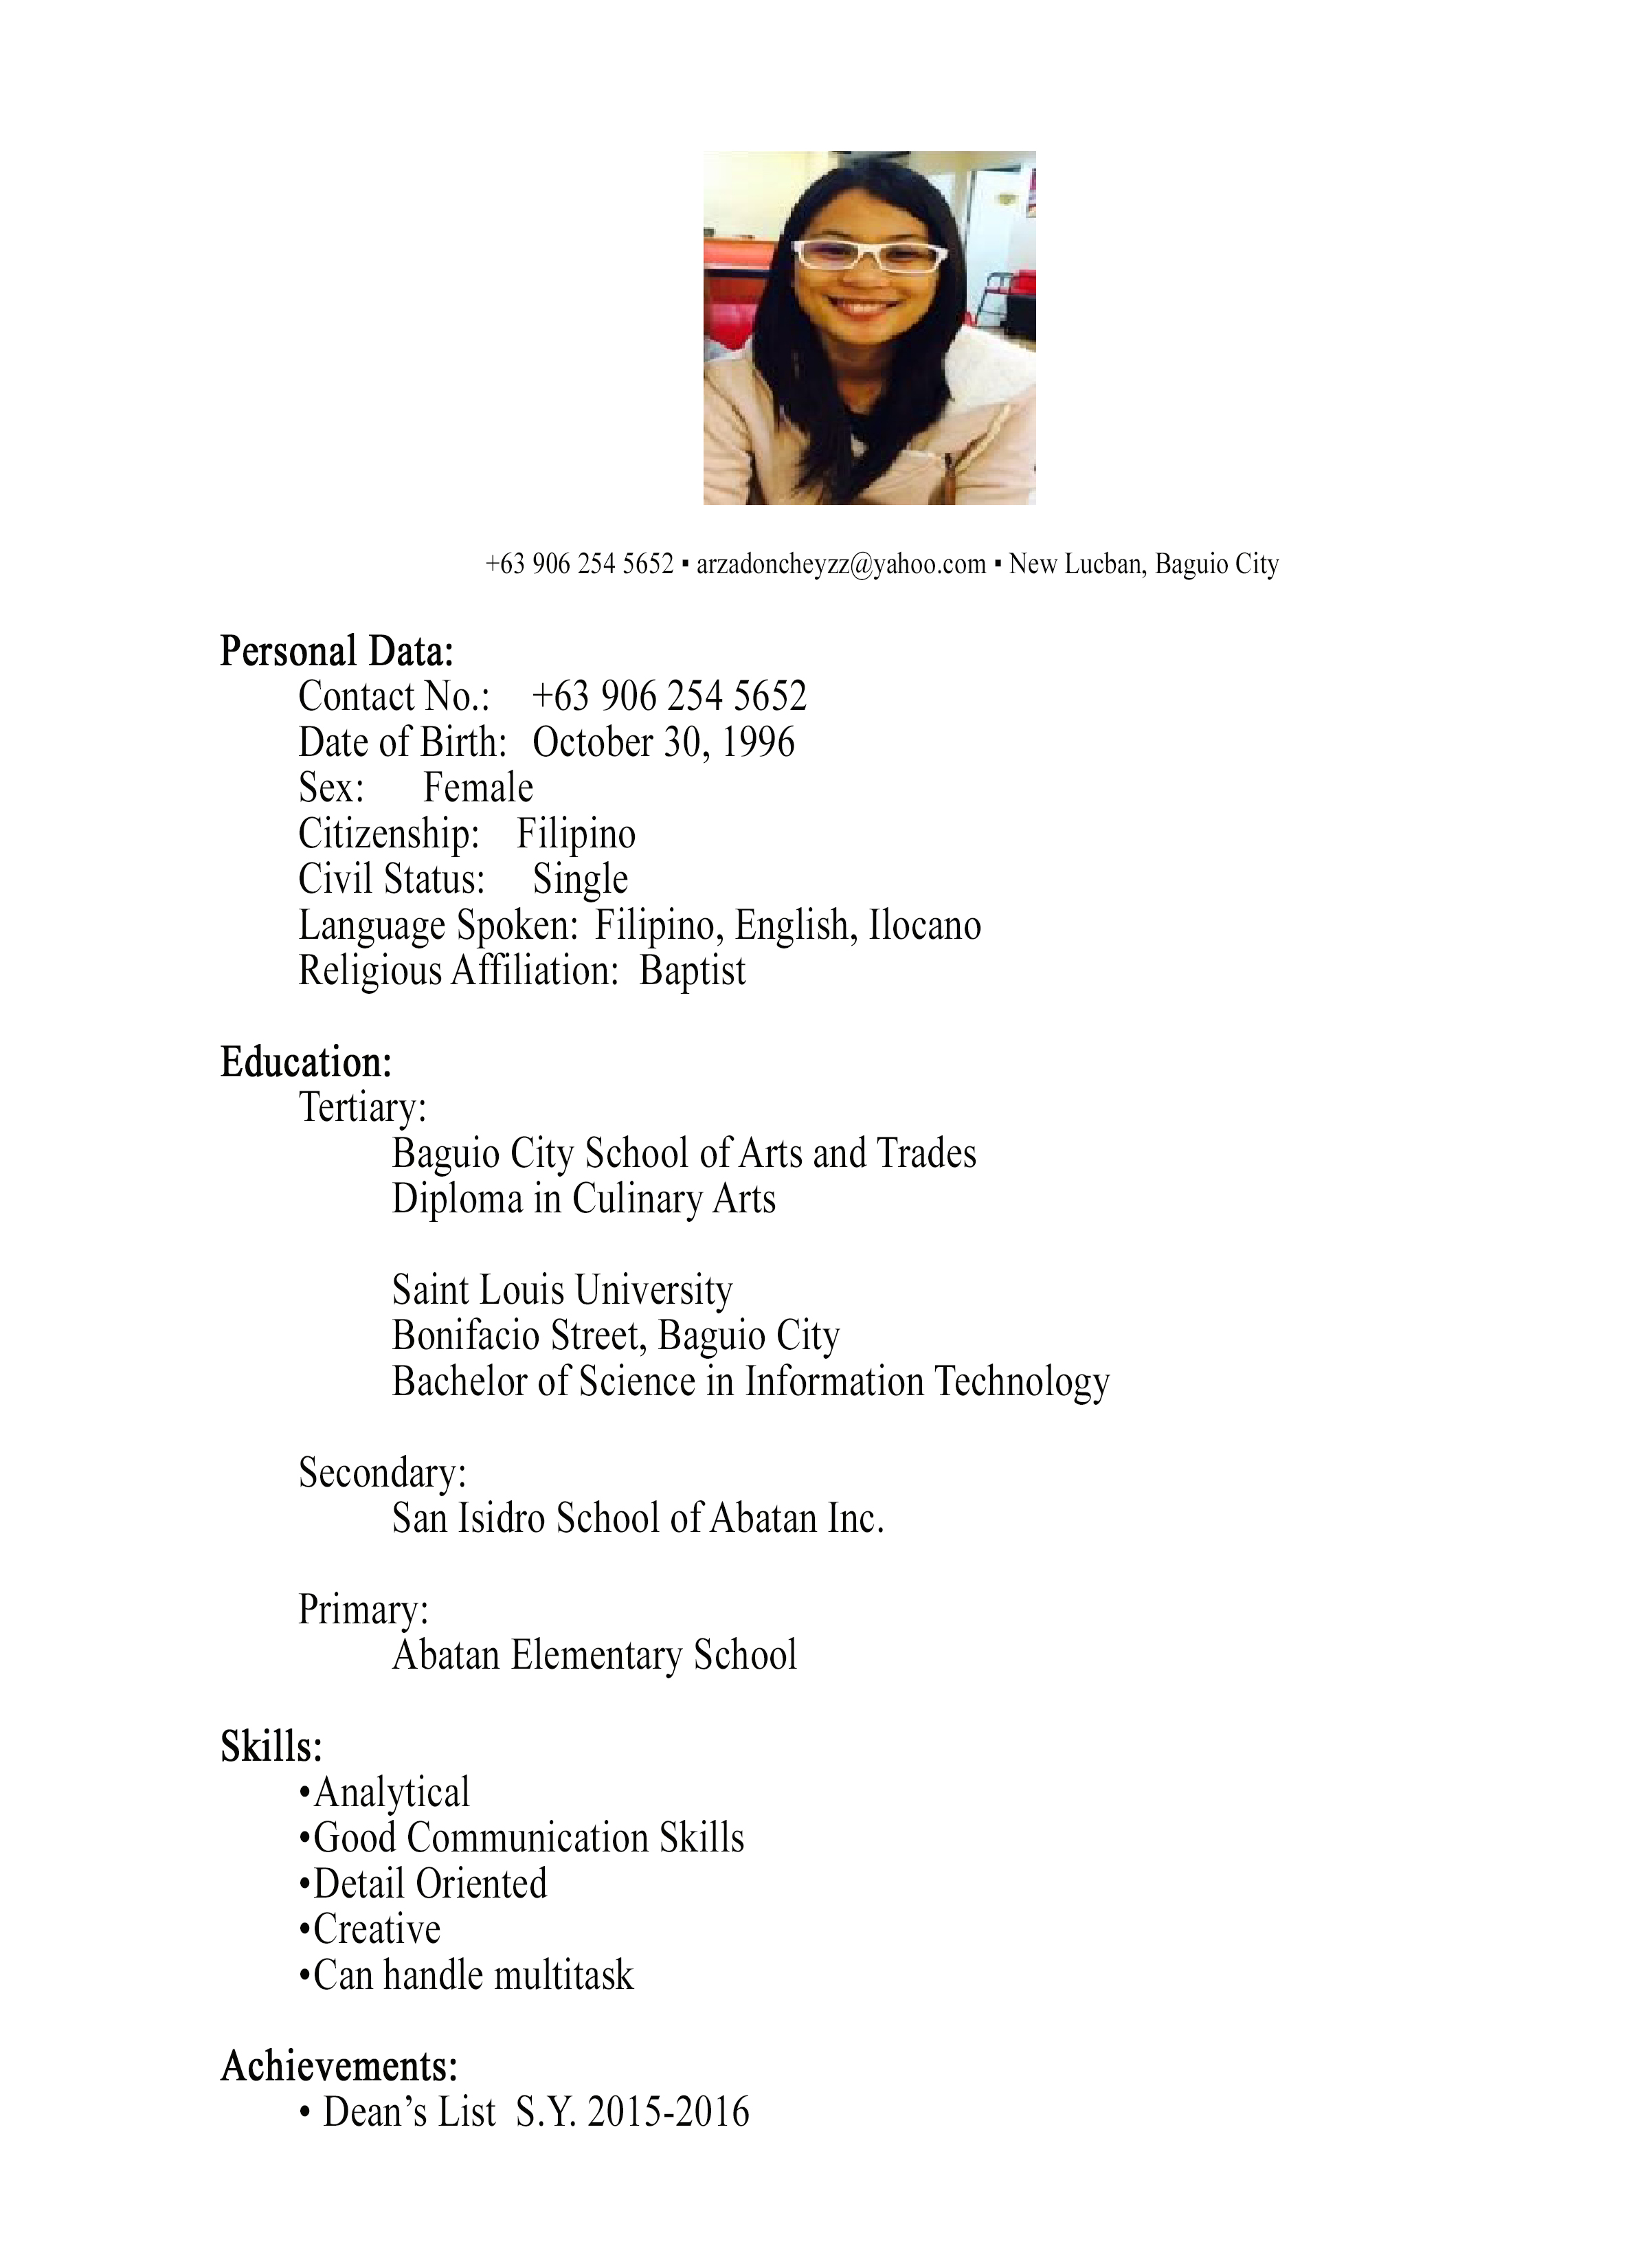 +63 906 254 5652 ▪ arzadoncheyzz@yahoo.com ▪ New Lucban, Baguio City
Personal Data:
Contact No.: +63 906 254 5652
Date of Birth: October 30, 1996
Sex: Female
Citizenship: Filipino
Civil Status: Single
Language Spoken: Filipino, English, Ilocano
Religious Affiliation: Baptist
Education:
Tertiary:
Baguio City School of Arts and Trades
Diploma in Culinary Arts
Saint Louis University
Bonifacio Street, Baguio City
Bachelor of Science in Information Technology
Secondary:
San Isidro School of Abatan Inc.
Primary:
Abatan Elementary School
Skills:
•Analytical
•Good Communication Skills
•Detail Oriented
•Creative
•Can handle multitask
Achievements:
• Dean’s List S.Y. 2015-2016